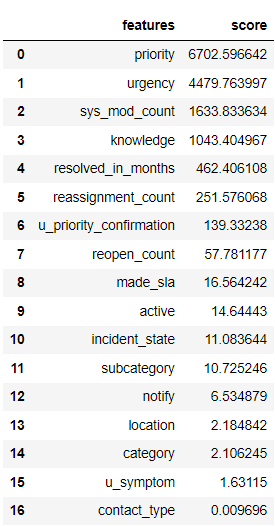 features score
0 priority 6702.596642
1 urgency 4479.763997
2 sys_mod_count 1633.833634
3 knowledge 1043.404967
4 resolved_in_months 462.406108
5 reassignment_count 251.576068
6 u_priority_confirmation 139.33238
7 reopen_count 57.781177
8 made_sla 16.564242
9 active 14.64443
10 incident_state 11.083644
11 subcategory 10.725246
12 notify 6.534879
13 location 2.184842
14 category 2.106245
15 u_symptom 1.63115
16 contact_type 0.009696